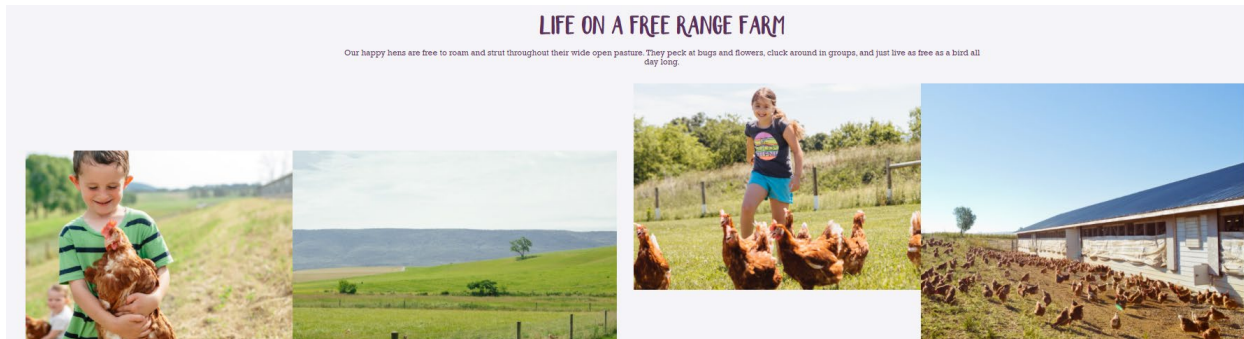 LIFE ON A FREE RANGE FARM
Our happy hens are free to roam and strut throughout their wide open pasture. They peck at bugs and flowers, cluck around in groups, and just live as free as a bird all
day long.